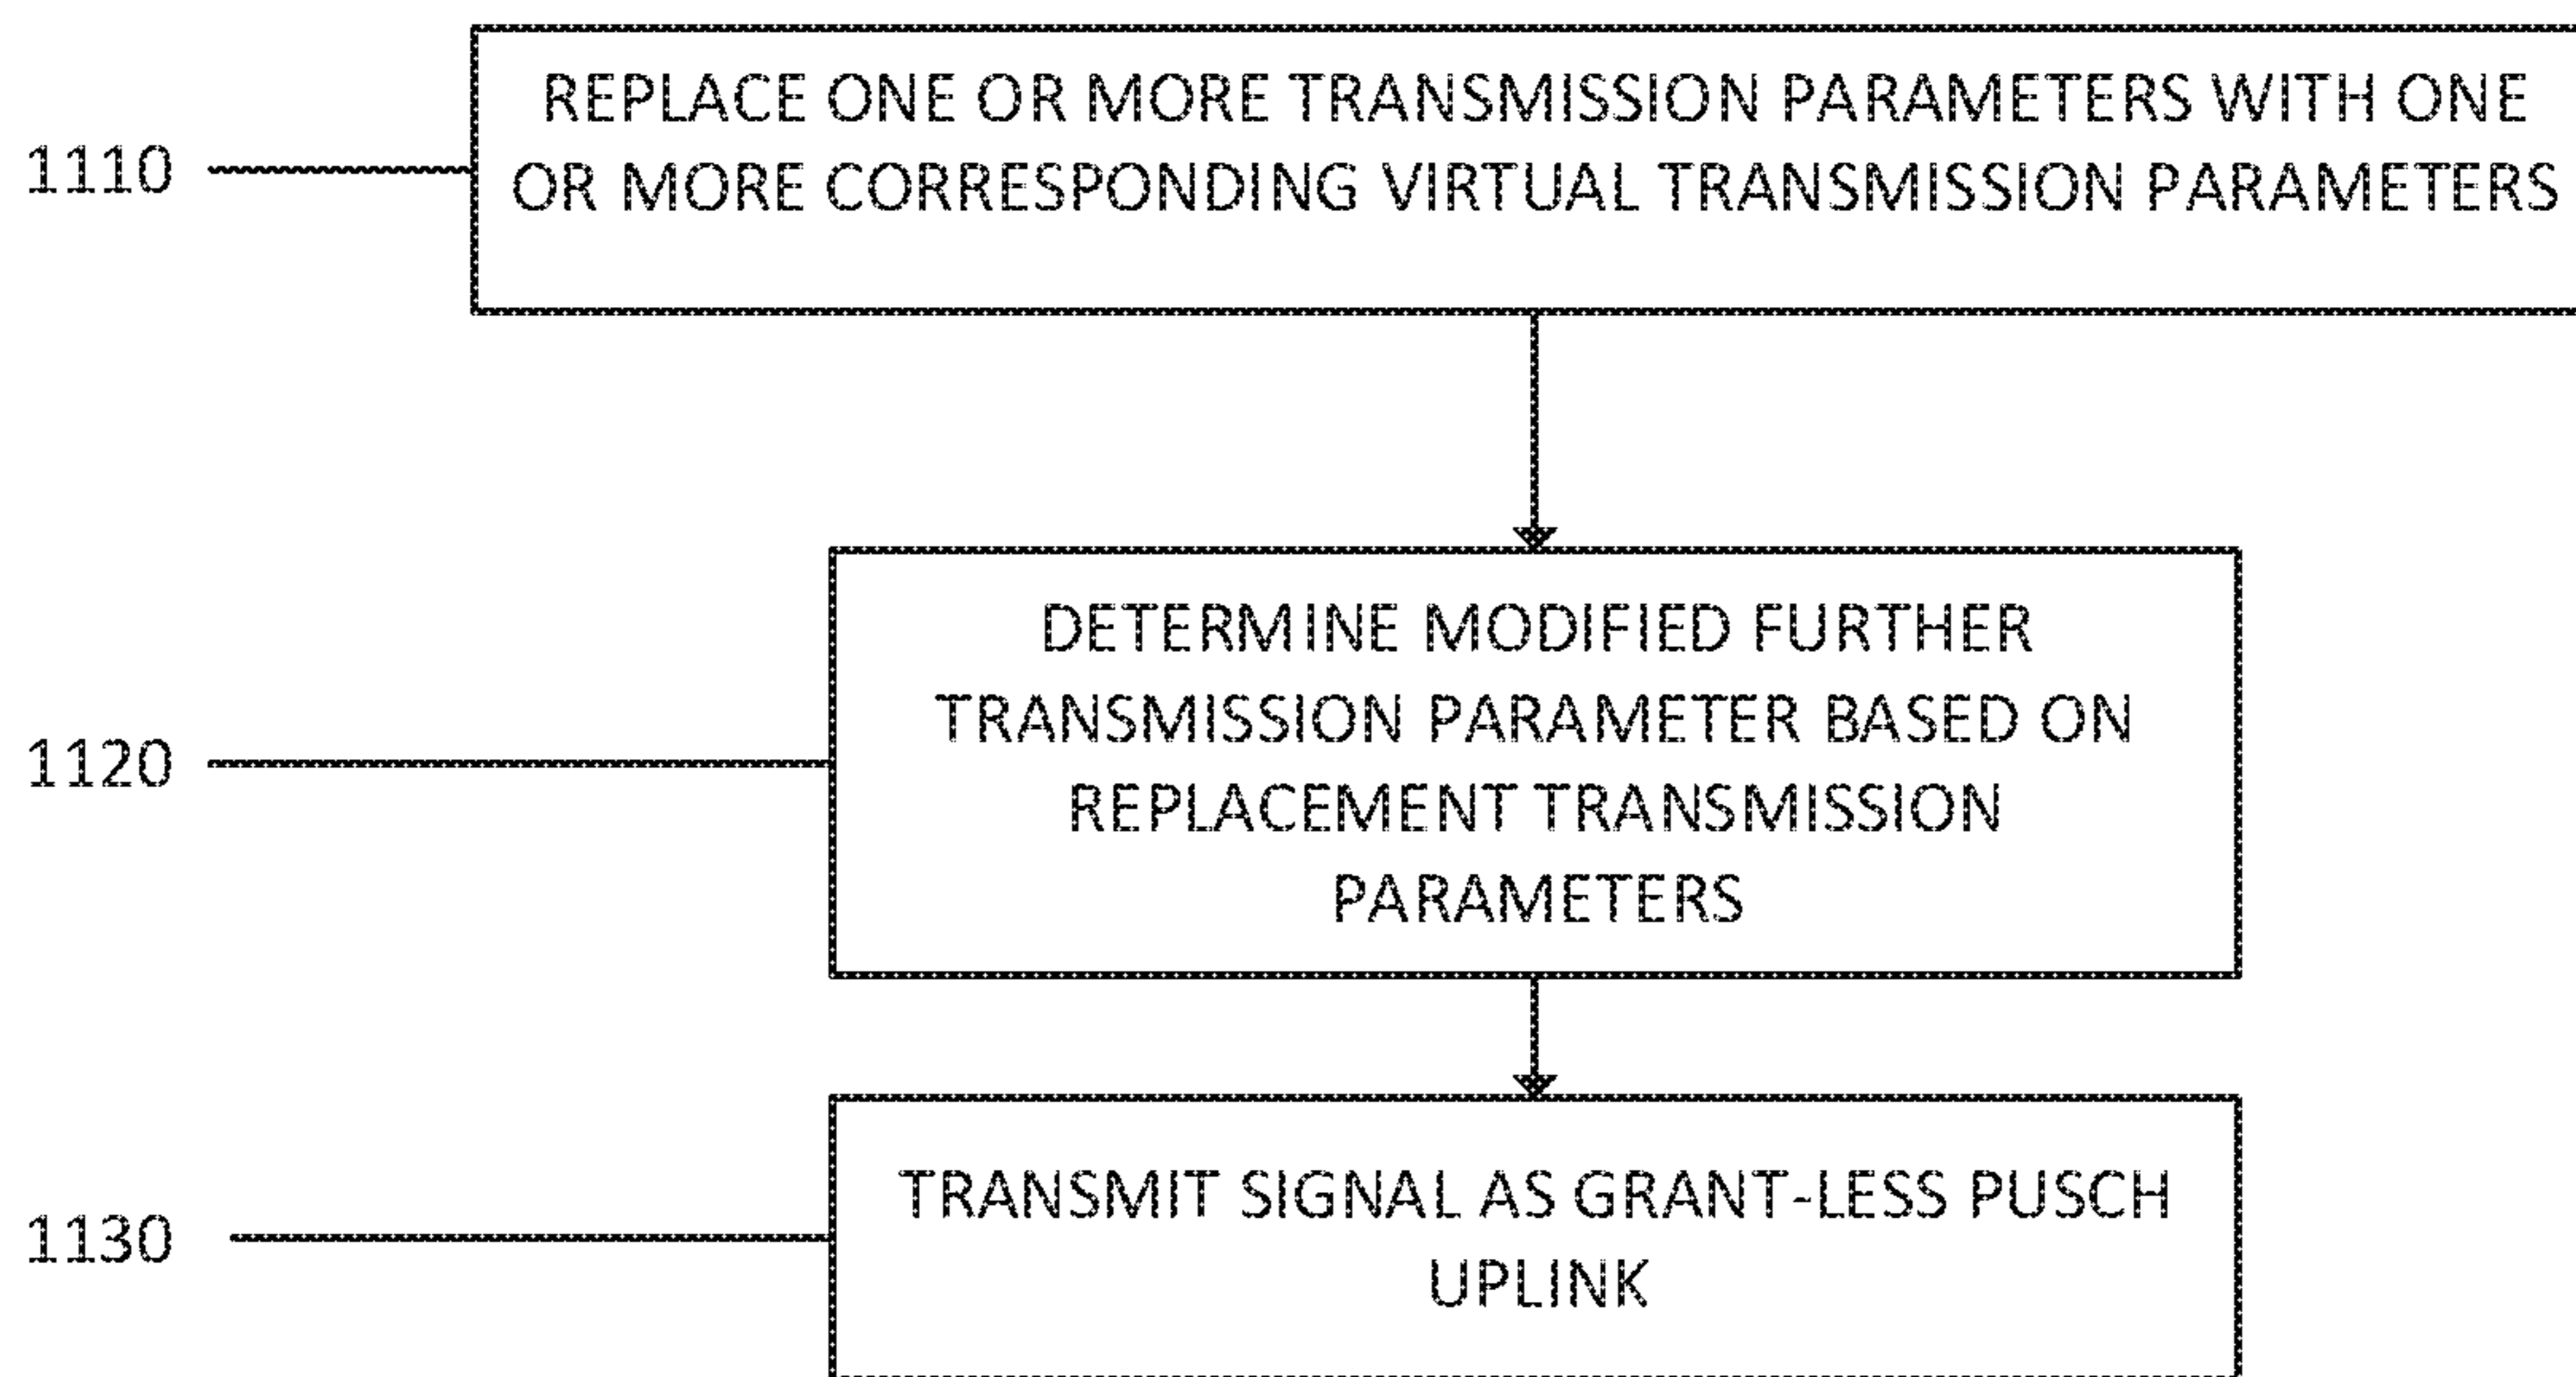 REPLACE ONE OR MORE TRANSMISSION PARAMETERS WITH ONE
1110
OR MORE CORRESPONDING VIRTUAL TRANSMISSION PARAMETERS
DETERMINE MODIFIED FURTHER
TRANSMISSION PARAMETER BASED ON
1120
REPLACEMENT TRANSMISSION
PARAMETERS
TRANSMIT SIGNAL AS GRANT-LESS PUSCH
1130
UPLINK